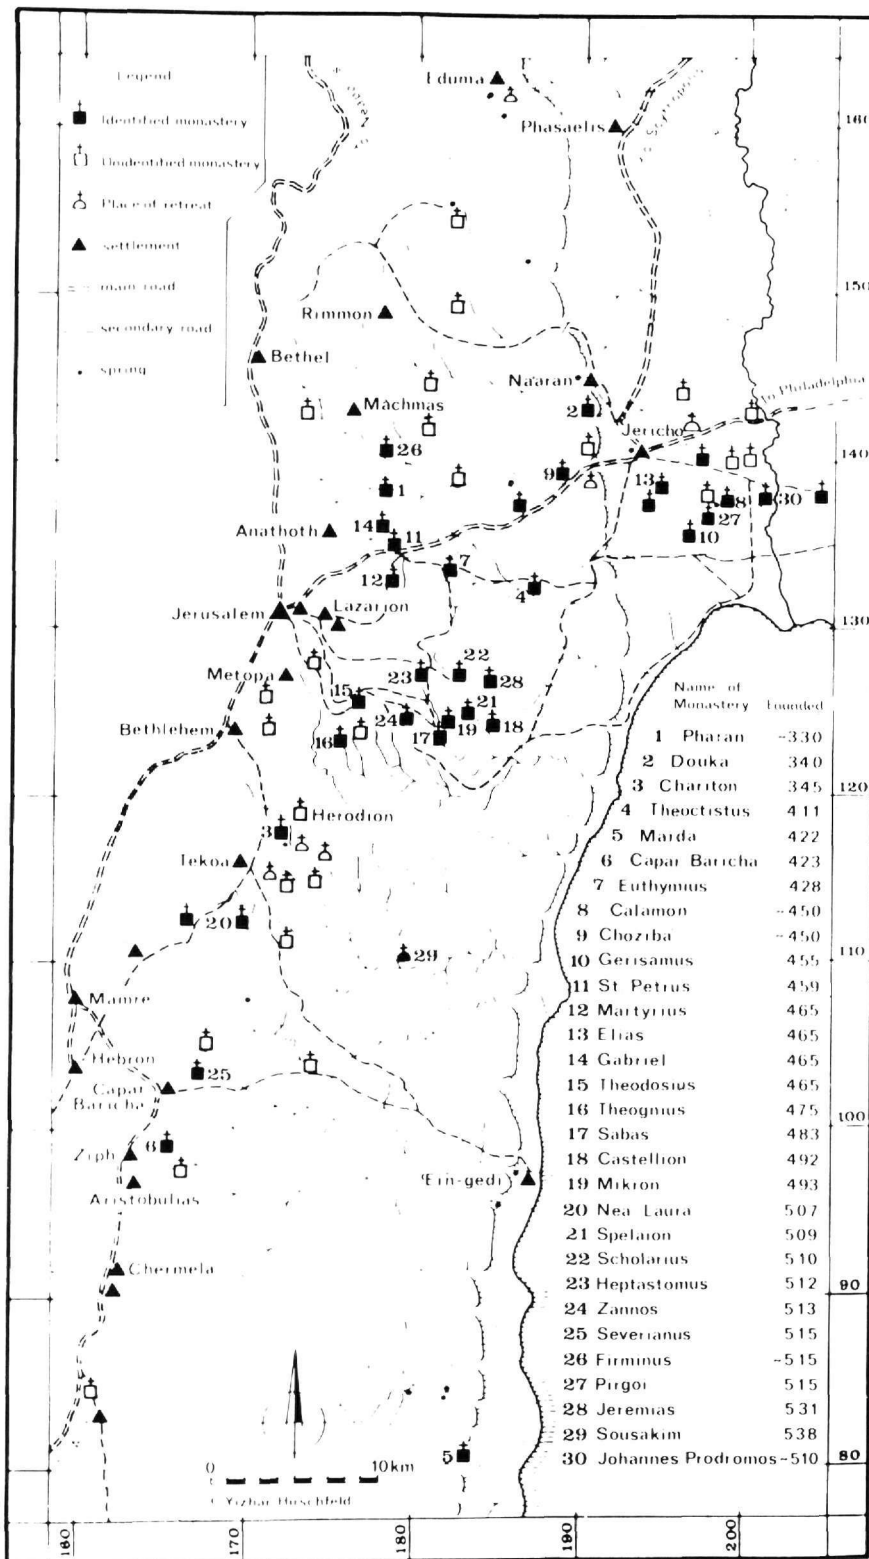 Legend
Identified monastery
Unidentified monastery
Place of retreat
settlement
main road
secondary road
spring
Eduma
Phasaelis
160
Rimmon
150
Bethel
Na'aran
to Philadelphia
Machmas
2
Jericho
26
9
140
1
13
8
30
14
27
Anathoth
11
10
7
12
4
Jerusalem
Lazarion
130
22
Metopa
23
28
15
21
Bethlehem
24
19
18
16
17
120
3
Herodion
Tekoa
20
29
110
Mamre
Hebron
25
Capar
Baricha
100
6
Ziph
'Ein-gedi
Aristobulias
Chermela
90
5
80
0
10km
© Yizhar Hirschfeld
160
170
180
190
200
Name of
Monastery Founded
1 Pharan ~330
2 Douka 340
3 Chariton 345
4 Theoctistus 411
5 Marda 422
6 Capar Baricha 423
7 Euthymius 428
8 Calamon ~450
9 Choziba ~450
10 Gerisamus 455
11 St Petrus 459
12 Martyrius 465
13 Elias 465
14 Gabriel 465
15 Theodosius 465
16 Theognius 475
17 Sabas 483
18 Castellion 492
19 Mikron 493
20 Nea Laura 507
21 Spelaion 509
22 Scholarius 510
23 Heptastomus 512
24 Zannos 513
25 Severianus 515
26 Firminus ~515
27 Pirgoi 515
28 Jeremias 531
29 Sousakim 538
30 Johannes Prodromos ~510